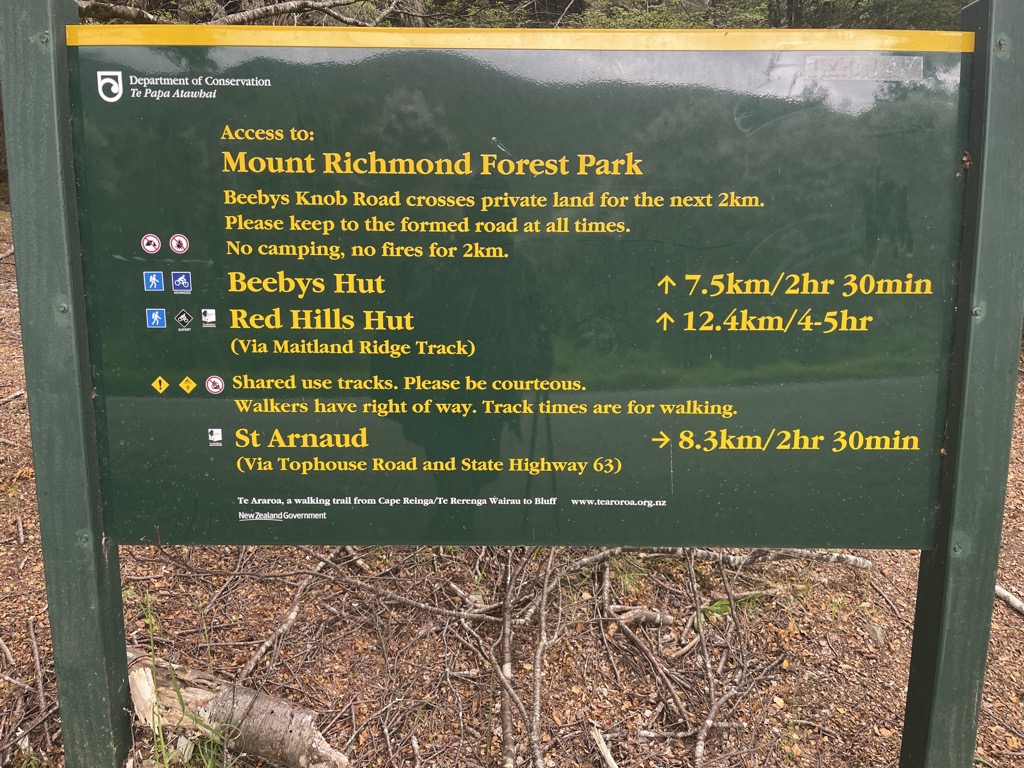 Department of Conservation
Te Papa Atawhai
Access to:
Mount Richmond Forest Park
Beebys Knob Road crosses private land for the next 2km.
Please keep to the formed road at all times.
No camping, no fires for 2km.
Beebys Hut ↑ 7.5km/2hr 30min
Red Hills Hut ↑ 12.4km/4-5hr
EXPERT
(Via Maitland Ridge Track)
Shared use tracks. Please be courteous.
Walkers have right of way. Track times are for walking.
St Arnaud → 8.3km/2hr 30min
(Via Tophouse Road and State Highway 63)
Te Araroa, a walking trail from Cape Reinga/Te Rerenga Wairau to Bluff www.tearoroa.org.nz
New Zealand Government